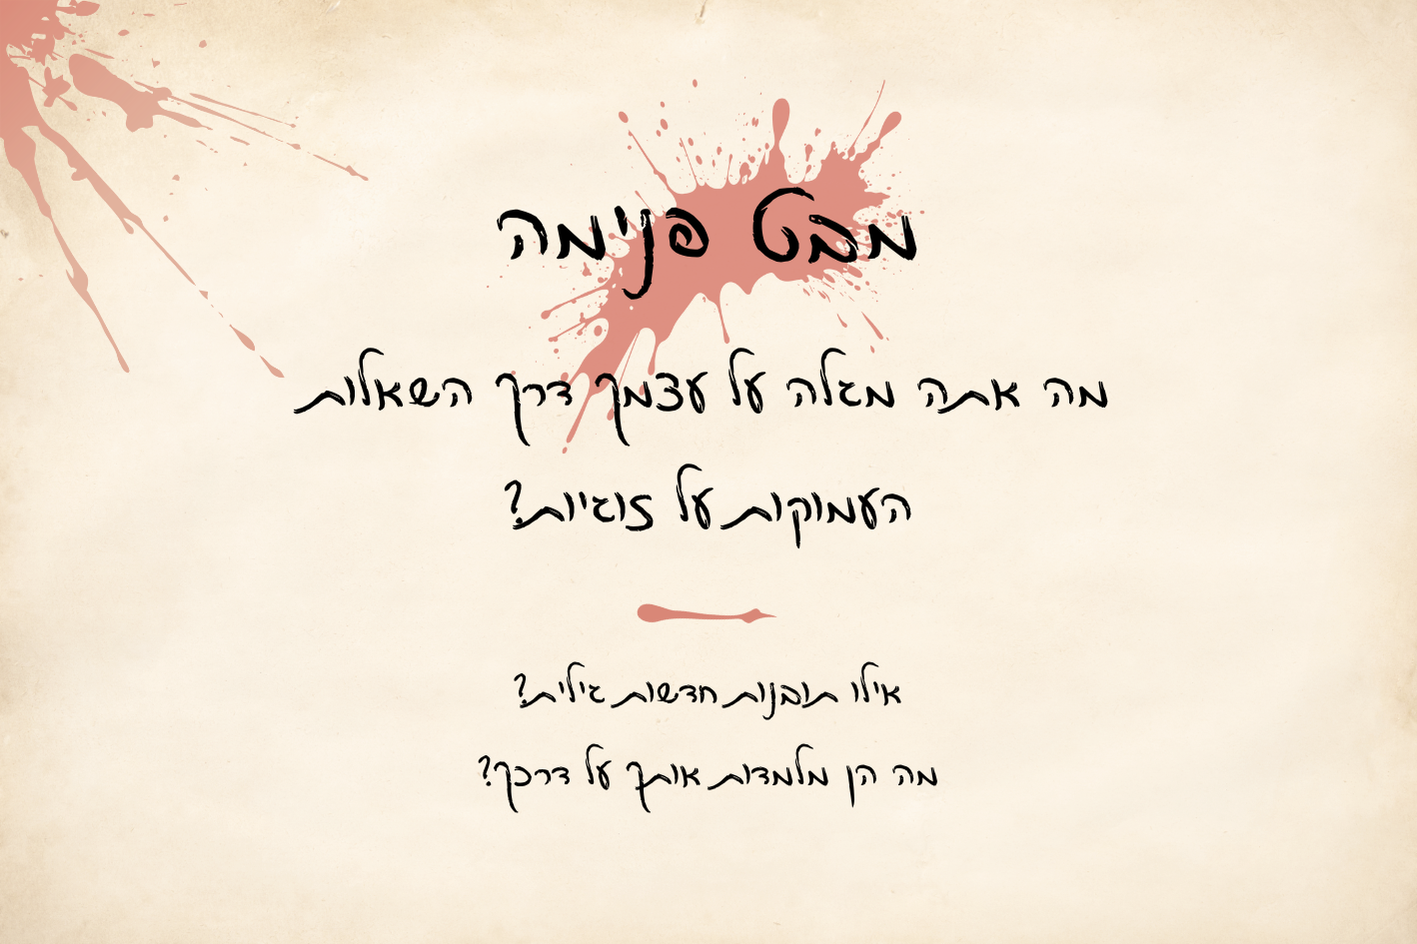 מבט פנימה
מה אתה מגלה על עצמך דרך השאלות
העמוקות על זוגיות?
אילו תובנות חדשות גילית?
מה הן מלמדות אותך על דרכך?